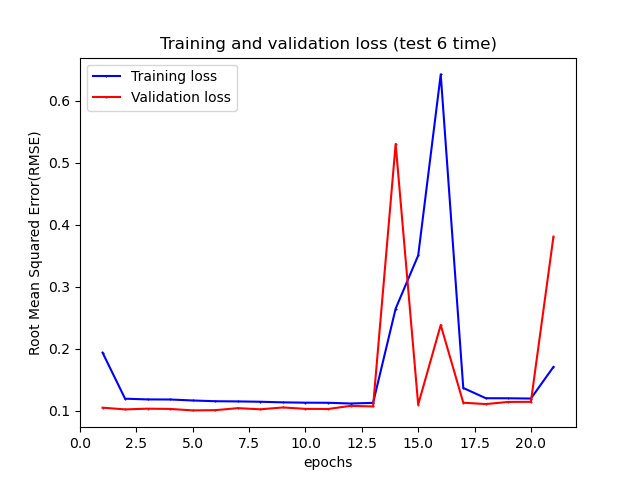 Training and validation loss (test 6 time)
Training loss
Validation loss
Root Mean Squared Error(RMSE)
0.6
0.5
0.4
0.3
0.2
0.1
0.0 2.5 5.0 7.5 10.0 12.5 15.0 17.5 20.0
epochs